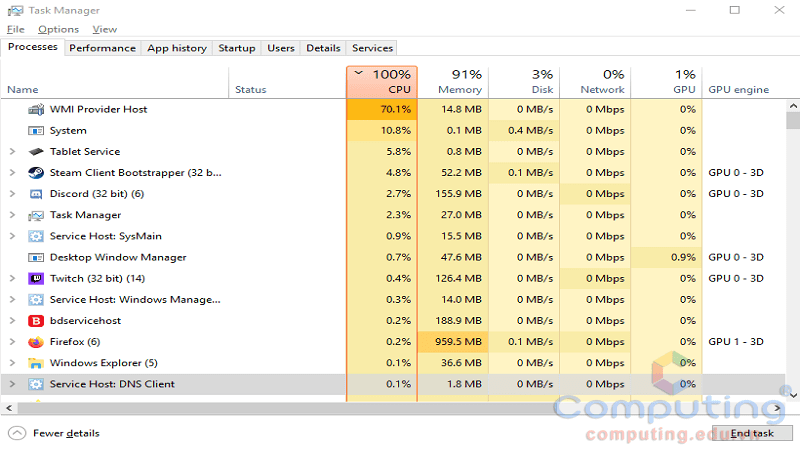 Task Manager
File Options View
Processes Performance App history Startup Users Details Services
100% 91% 3% 0% 1%
Name Status CPU Memory Disk Network GPU GPU engine
WMI Provider Host 70.1% 14.8 MB 0 MB/s 0 Mbps 0%
System 10.8% 0.1 MB 0.4 MB/s 0 Mbps 0%
Tablet Service 5.8% 0.8 MB 0 MB/s 0 Mbps 0%
Steam Client Bootstrapper (32 b... 4.8% 52.2 MB 0.1 MB/s 0 Mbps 0% GPU 0 - 3D
Discord (32 bit) (6) 2.7% 155.9 MB 0 MB/s 0 Mbps 0% GPU 0 - 3D
Task Manager 2.3% 27.0 MB 0 MB/s 0 Mbps 0%
Service Host: SysMain 0.9% 15.5 MB 0 MB/s 0 Mbps 0%
Desktop Window Manager 0.7% 47.6 MB 0 MB/s 0 Mbps 0.9% GPU 0 - 3D
Twitch (32 bit) (14) 0.4% 126.4 MB 0 MB/s 0 Mbps 0% GPU 0 - 3D
Service Host: Windows Manage... 0.3% 14.0 MB 0 MB/s 0 Mbps 0%
bdservicehost 0.2% 188.9 MB 0 MB/s 0 Mbps 0%
Firefox (6) 0.2% 959.5 MB 0.1 MB/s 0 Mbps 0% GPU 1 - 3D
Windows Explorer (5) 0.1% 36.6 MB 0 MB/s 0 Mbps 0%
Service Host: DNS Client 0.1% 1.8 MB 0 MB/s 0 Mbps 0%
Computing
Fewer details End task
computing.edu.vn